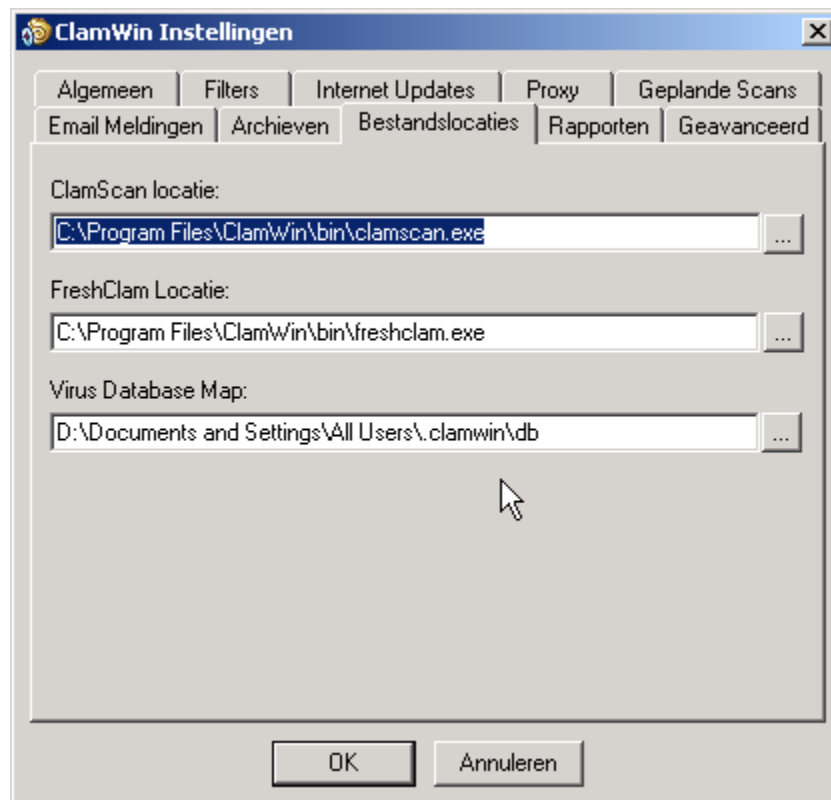 ClamWin Instellingen
Algemeen Filters Internet Updates Proxy Geplande Scans
Email Meldingen Archieven Bestandslocaties Rapporten Geavanceerd
ClamScan locatie:
C:\Program Files\ClamWin\bin\clamscan.exe
...
FreshClam Locatie:
C:\Program Files\ClamWin\bin\freshclam.exe
...
Virus Database Map:
D:\Documents and Settings\All Users\.clamwin\db
...
OK Annuleren